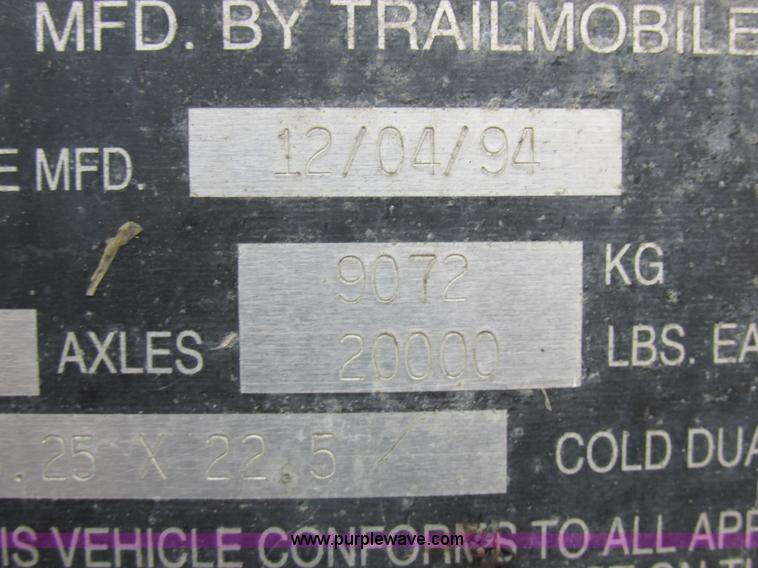 MFD. BY TRAILMOBILE
E MFD. 12/04/94
9072 KG
AXLES 20000 LBS. EA
.25 X 22.5 / COLD DUA
IS VEHICLE CONFORMS TO ALL APP
www.purplewave.com